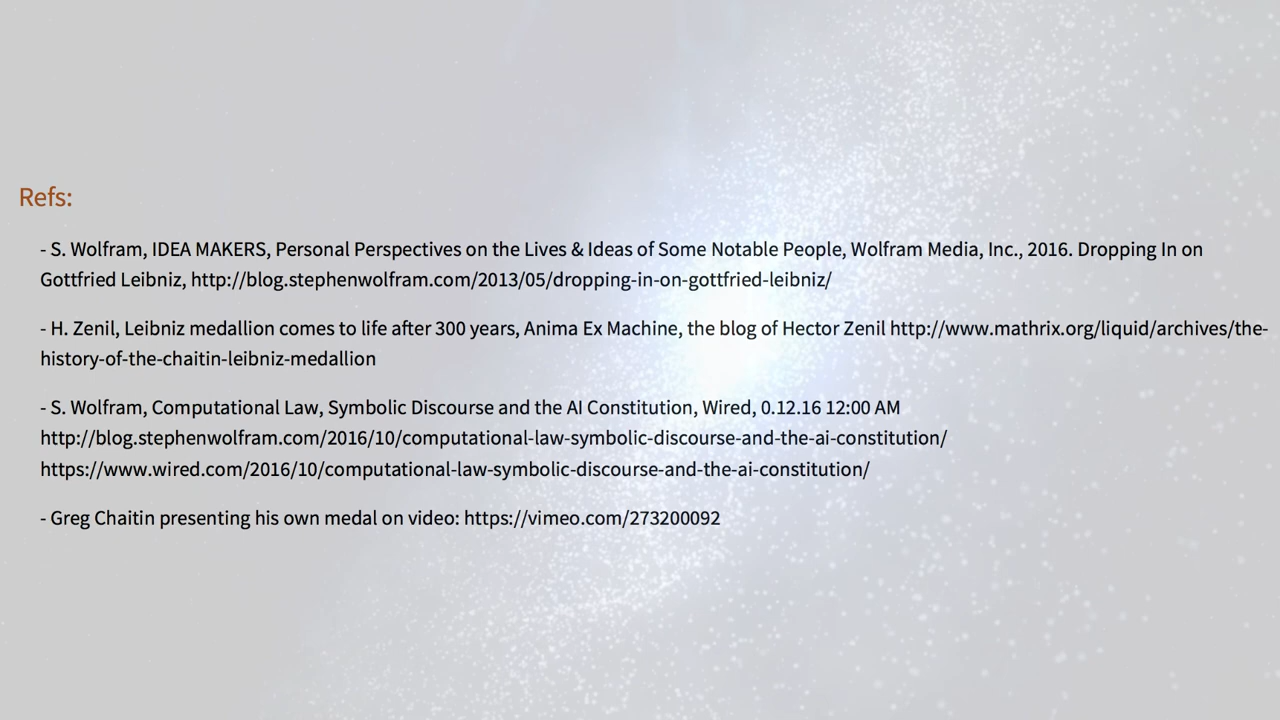 Refs:
- S. Wolfram, IDEA MAKERS, Personal Perspectives on the Lives & Ideas of Some Notable People, Wolfram Media, Inc., 2016. Dropping In on
Gottfried Leibniz, http://blog.stephenwolfram.com/2013/05/dropping-in-on-gottfried-leibniz/
- H. Zenil, Leibniz medallion comes to life after 300 years, Anima Ex Machine, the blog of Hector Zenil http://www.mathrix.org/liquid/archives/the-
history-of-the-chaitin-leibniz-medallion
- S. Wolfram, Computational Law, Symbolic Discourse and the AI Constitution, Wired, 0.12.16 12:00 AM
http://blog.stephenwolfram.com/2016/10/computational-law-symbolic-discourse-and-the-ai-constitution/
https://www.wired.com/2016/10/computational-law-symbolic-discourse-and-the-ai-constitution/
- Greg Chaitin presenting his own medal on video: https://vimeo.com/273200092